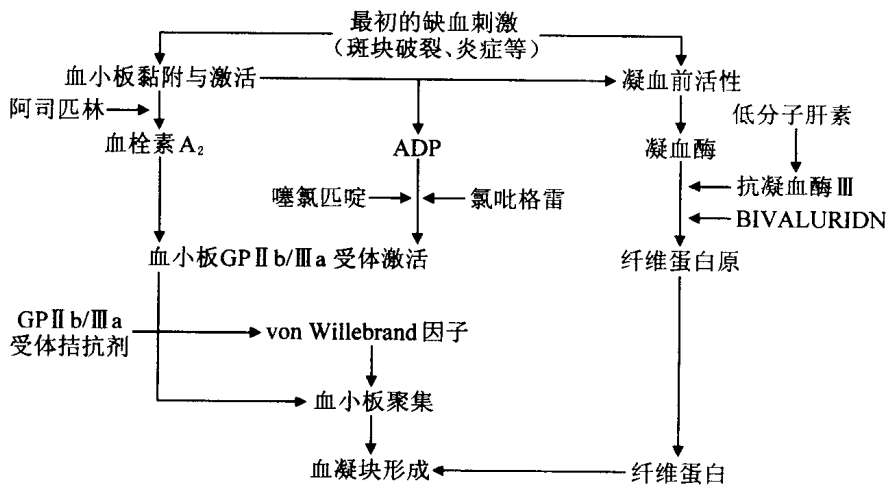 最初的缺血刺激
(斑块破裂、炎症等)
血小板黏附与激活
凝血前活性
阿司匹林
低分子肝素
血栓素A₂
ADP
凝血酶
噻氯匹啶
氯吡格雷
抗凝血酶Ⅲ
BIVALURIDN
血小板GPⅡb/Ⅲa受体激活
纤维蛋白原
GPⅡb/Ⅲa
受体拮抗剂
von Willebrand因子
血小板聚集
血凝块形成
纤维蛋白